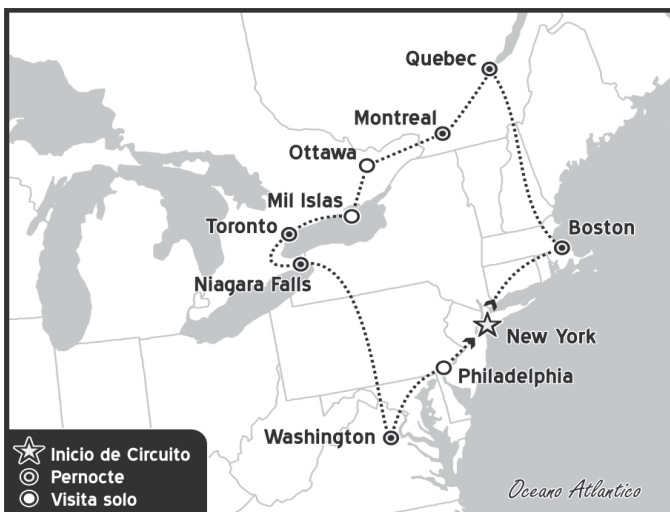 Quebec
Montreal
Ottawa
Mil Islas
Toronto
Niagara Falls
Boston
New York
Philadelphia
Washington
Inicio de Circuito
Pernocte
Visita solo
Oceano Atlantico